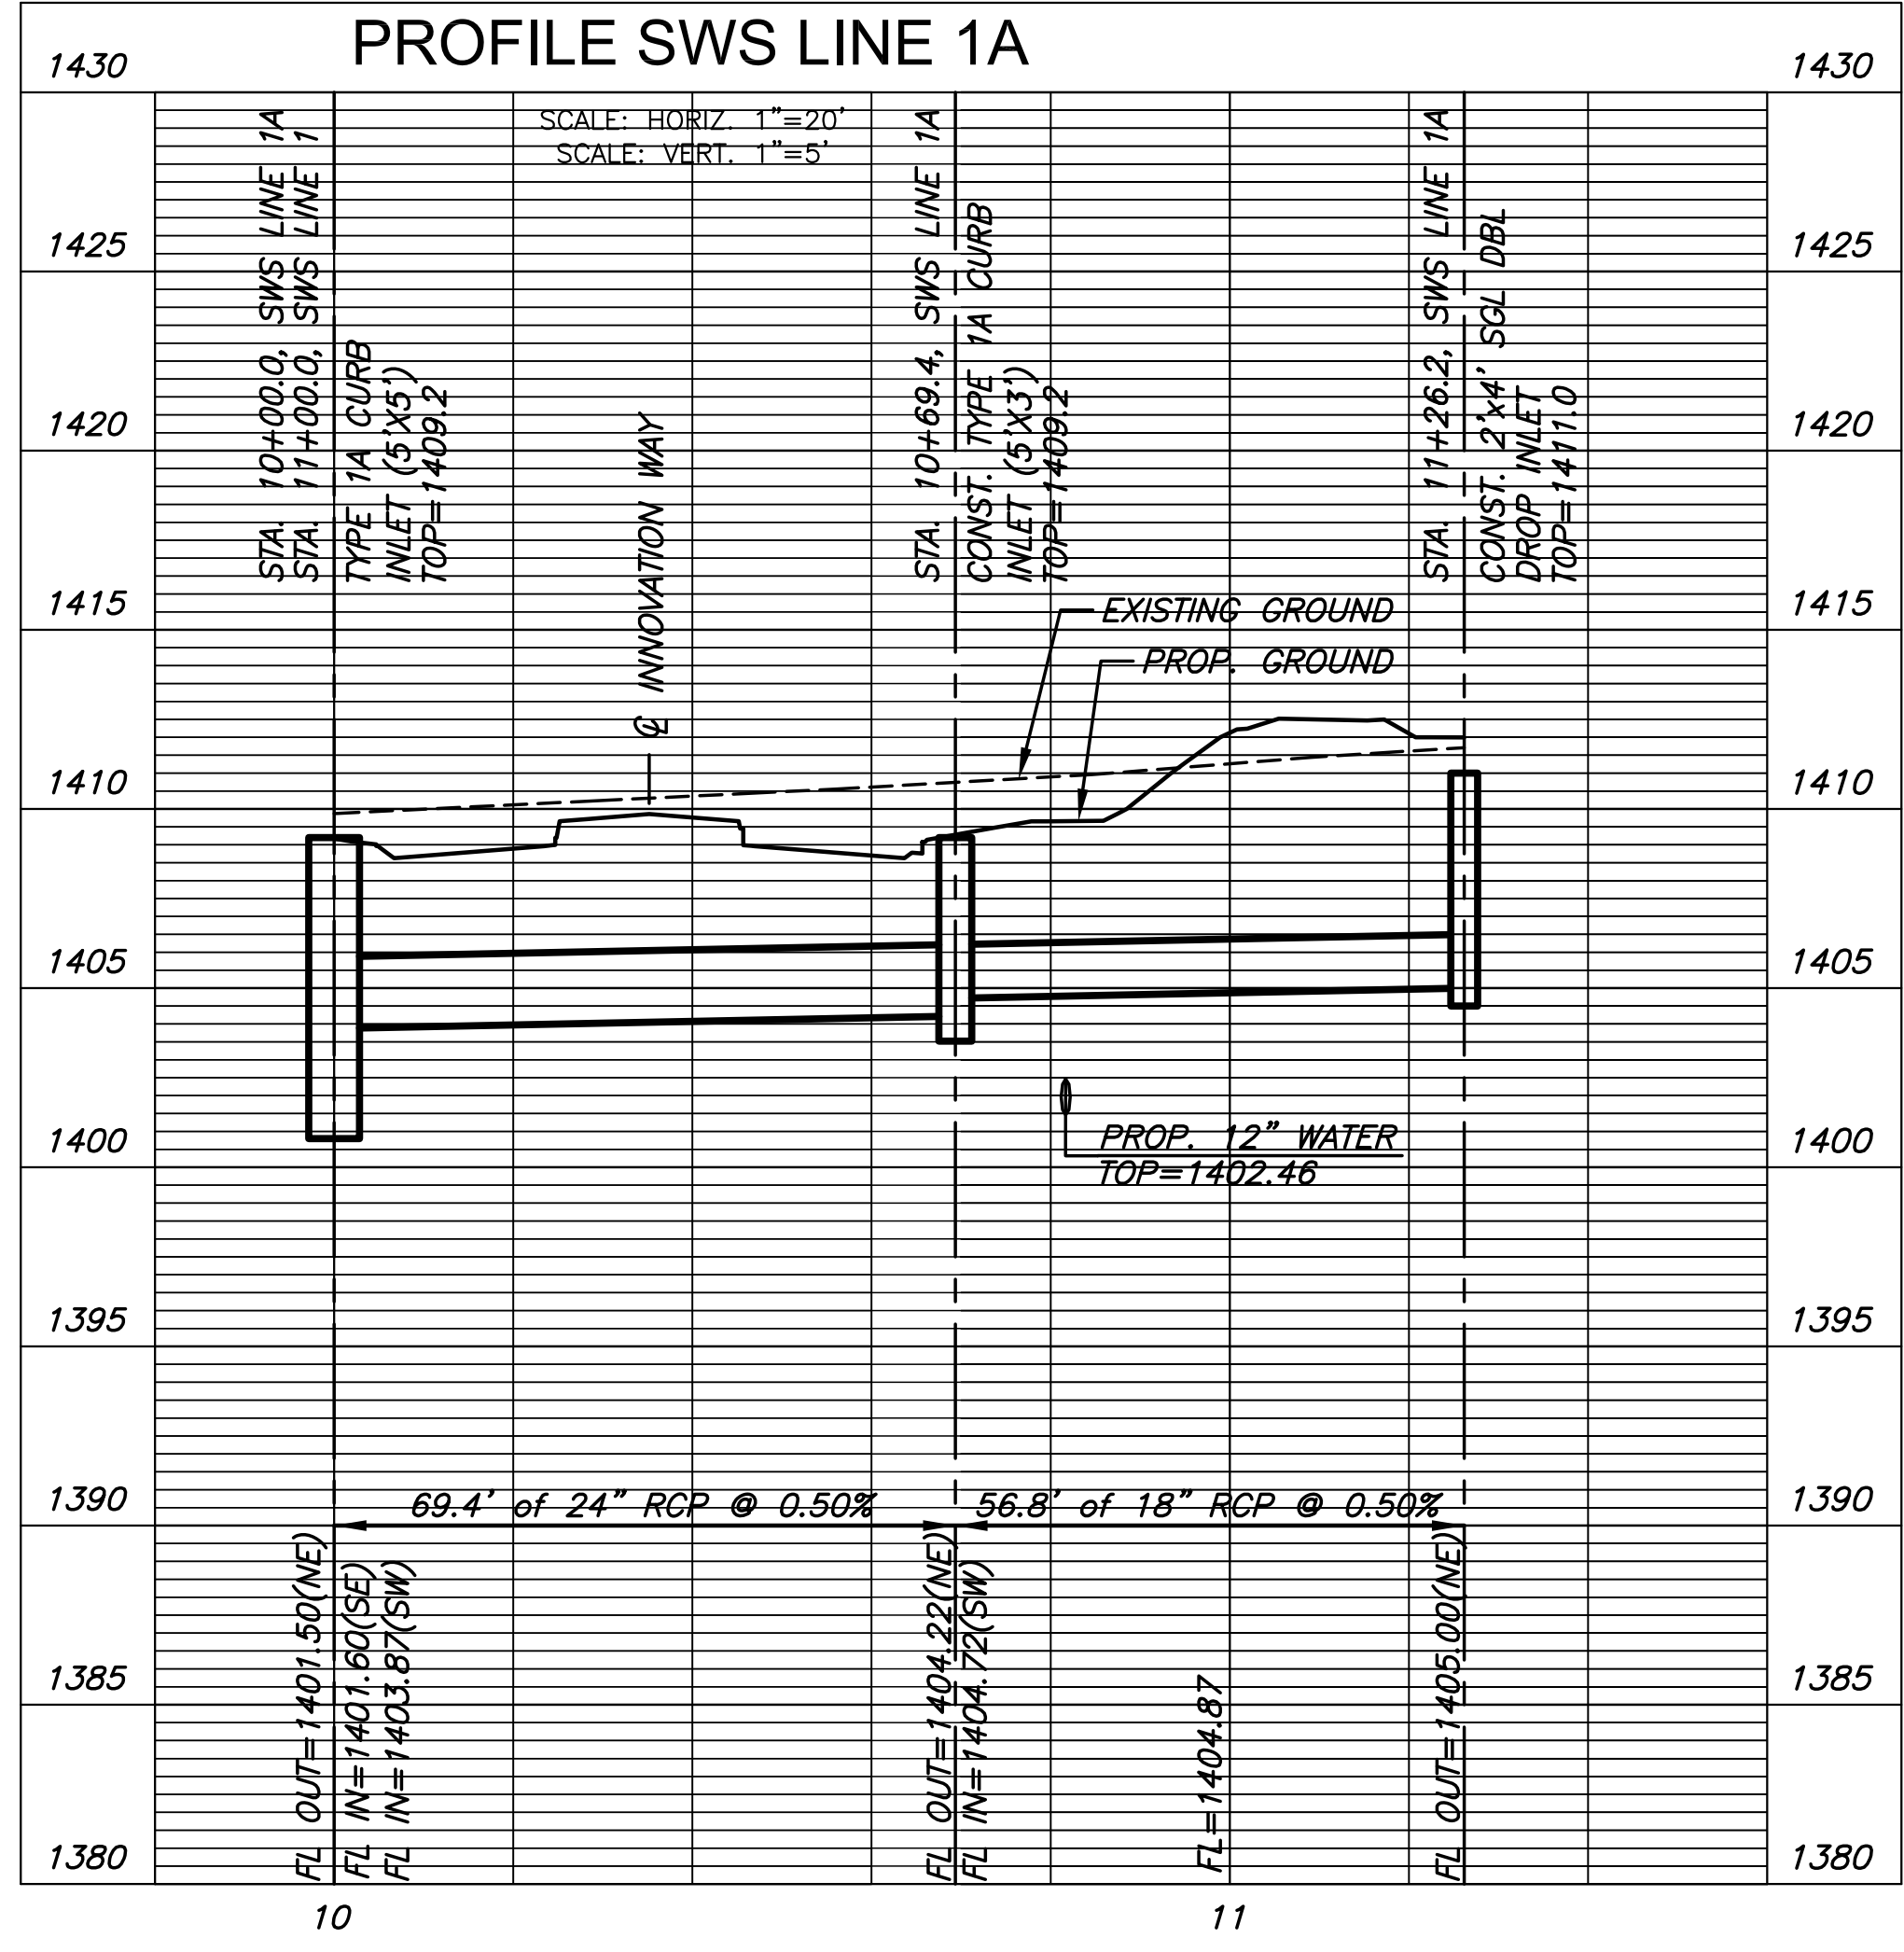 PROFILE SWS LINE 1A
SCALE: HORIZ. 1"=20'
SCALE: VERT. 1"=5'
1430
1425
1420
1415
1410
1405
1400
1395
1390
1385
1380
1430
1425
1420
1415
1410
1405
1400
1395
1390
1385
1380
STA. 10+00.0, SWS LINE 1A
STA. 11+00.0, SWS LINE 1
TYPE 1A CURB
INLET (5'X5')
TOP=1409.2
℄ INNOVATION WAY
STA. 10+69.4, SWS LINE 1A
CONST. TYPE 1A CURB
INLET (5'X3')
TOP=1409.2
STA. 11+26.2, SWS LINE 1A
CONST. 2'x4' SGL DBL
DROP INLET
TOP=1411.0
EXISTING GROUND
PROP. GROUND
PROP. 12" WATER
TOP=1402.46
69.4' of 24" RCP @ 0.50%
56.8' of 18" RCP @ 0.50%
FL OUT=1401.50(NE)
FL IN=1401.60(SE)
FL IN=1403.87(SW)
FL OUT=1404.22(NE)
FL IN=1404.72(SW)
FL=1404.87
FL OUT=1405.00(NE)
10
11